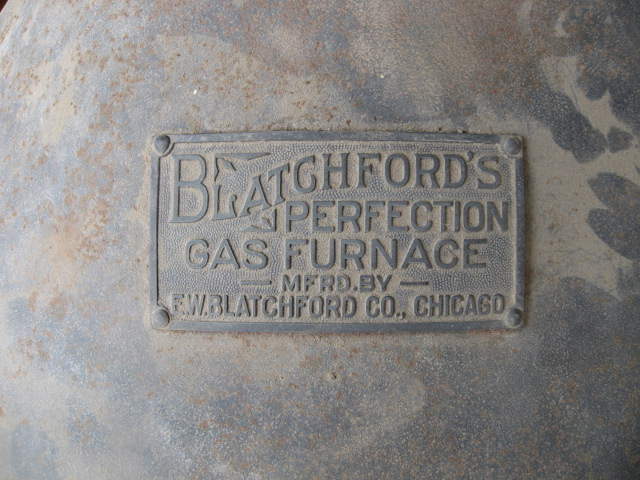 BLATCHFORD'S
PERFECTION
GAS FURNACE
— MFRD. BY —
E.W. BLATCHFORD CO., CHICAGO